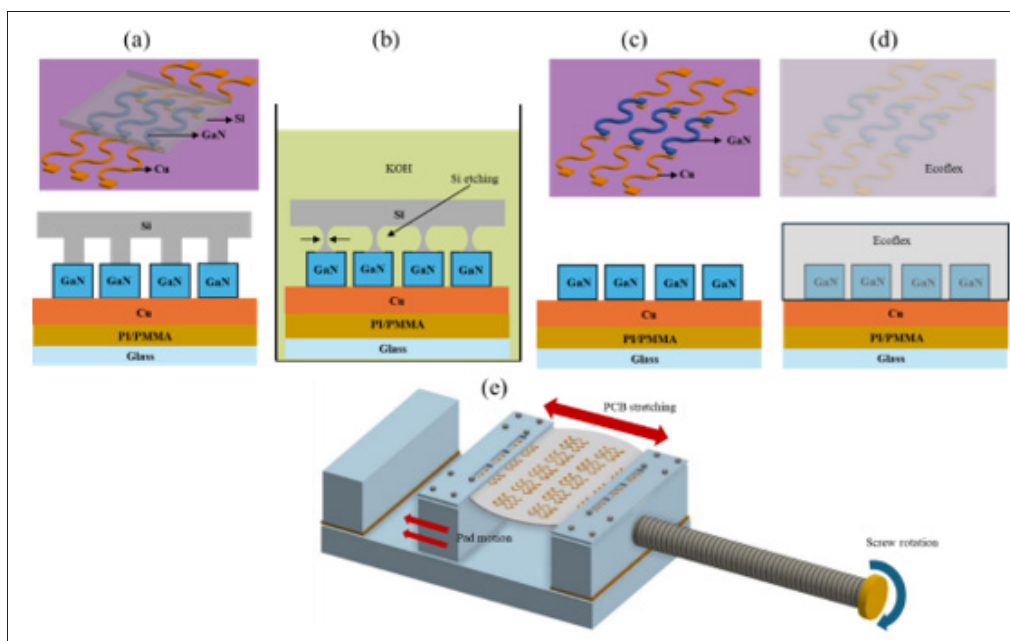 (a)
Si
GaN
Cu
Si
GaN GaN GaN GaN
Cu
PI/PMMA
Glass
(b)
KOH
Si etching
Si
GaN GaN GaN GaN
Cu
PI/PMMA
Glass
(c)
GaN
Cu
GaN GaN GaN GaN
Cu
PI/PMMA
Glass
(d)
Ecoflex
Ecoflex
GaN GaN GaN GaN
Cu
PI/PMMA
Glass
(e)
PCB stretching
Pad motion
Screw rotation